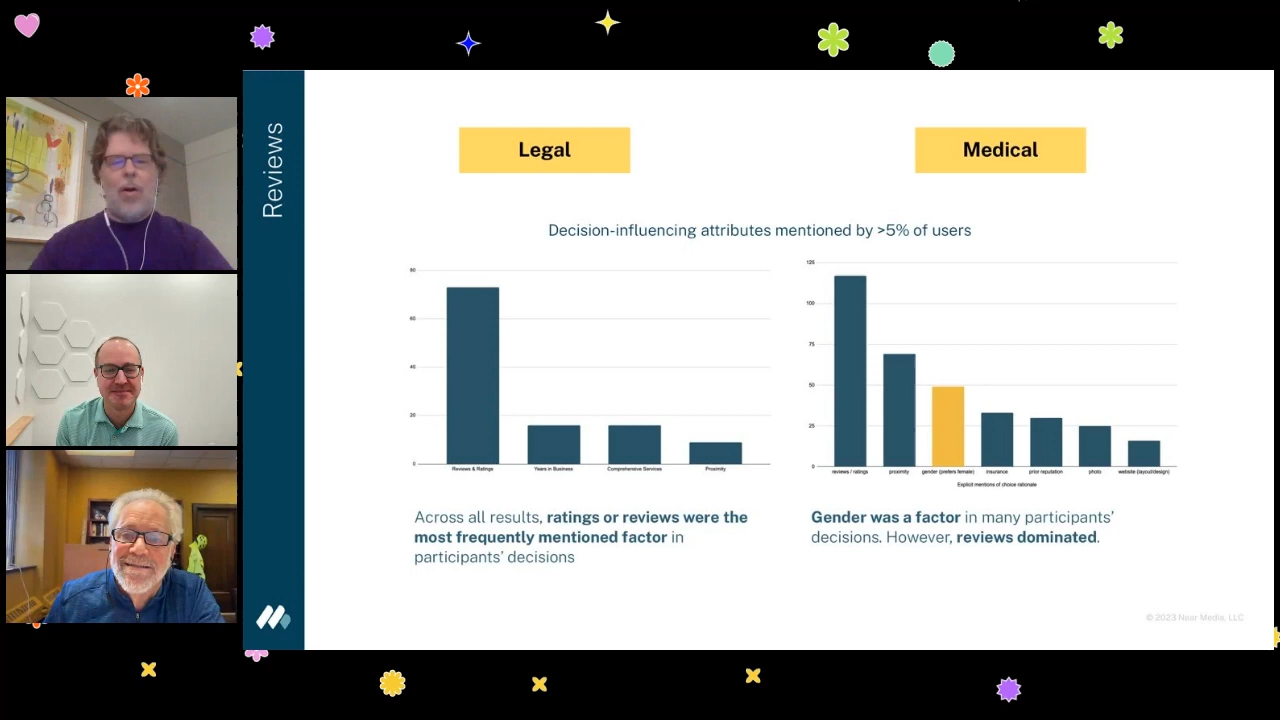 Reviews
Legal
Medical
Decision-influencing attributes mentioned by >5% of users
80
60
40
20
0
Reviews & Ratings
Years in Business
Comprehensive Services
Proximity
125
100
75
50
25
0
reviews / ratings
proximity
gender (prefers female)
insurance
prior reputation
photo
website (layout/design)
Explicit mentions of choice rationale
Across all results, ratings or reviews were the
most frequently mentioned factor in
participants’ decisions
Gender was a factor in many participants’
decisions. However, reviews dominated.
© 2023 Near Media, LLC